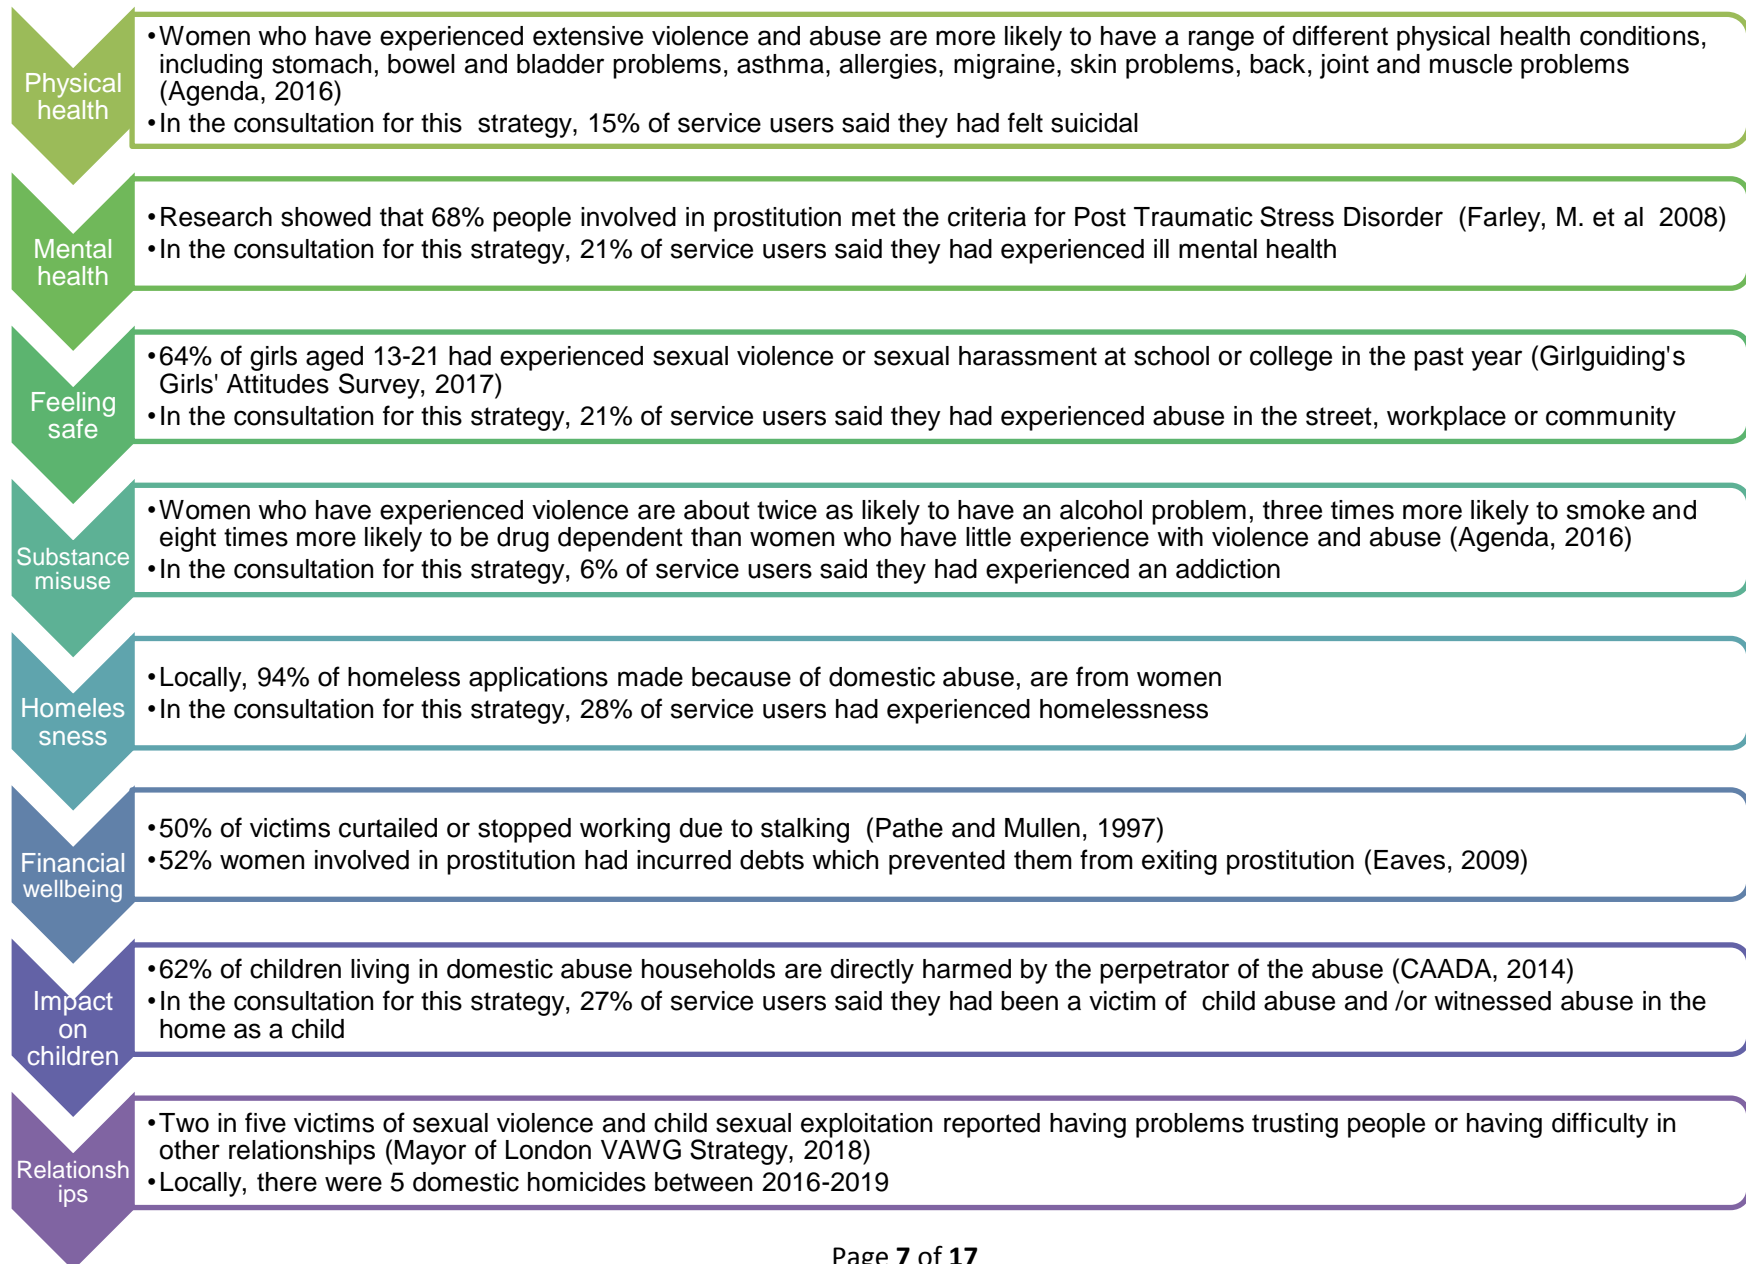 Physical
health
•Women who have experienced extensive violence and abuse are more likely to have a range of different physical health conditions,
including stomach, bowel and bladder problems, asthma, allergies, migraine, skin problems, back, joint and muscle problems
(Agenda, 2016)
•In the consultation for this  strategy, 15% of service users said they had felt suicidal
Mental
health
•Research showed that 68% people involved in prostitution met the criteria for Post Traumatic Stress Disorder  (Farley, M. et al  2008)
•In the consultation for this strategy, 21% of service users said they had experienced ill mental health
Feeling
safe
•64% of girls aged 13-21 had experienced sexual violence or sexual harassment at school or college in the past year (Girlguiding's
Girls' Attitudes Survey, 2017)
•In the consultation for this strategy, 21% of service users said they had experienced abuse in the street, workplace or community
Substance
misuse
•Women who have experienced violence are about twice as likely to have an alcohol problem, three times more likely to smoke and
eight times more likely to be drug dependent than women who have little experience with violence and abuse (Agenda, 2016)
•In the consultation for this strategy, 6% of service users said they had experienced an addiction
Homeles
sness
•Locally, 94% of homeless applications made because of domestic abuse, are from women
•In the consultation for this strategy, 28% of service users had experienced homelessness
Financial
wellbeing
•50% of victims curtailed or stopped working due to stalking  (Pathe and Mullen, 1997)
•52% women involved in prostitution had incurred debts which prevented them from exiting prostitution (Eaves, 2009)
Impact
on
children
•62% of children living in domestic abuse households are directly harmed by the perpetrator of the abuse (CAADA, 2014)
•In the consultation for this strategy, 27% of service users said they had been a victim of  child abuse and /or witnessed abuse in the
home as a child
Relationsh
ips
•Two in five victims of sexual violence and child sexual exploitation reported having problems trusting people or having difficulty in
other relationships (Mayor of London VAWG Strategy, 2018)
•Locally, there were 5 domestic homicides between 2016-2019
Page 7 of 17